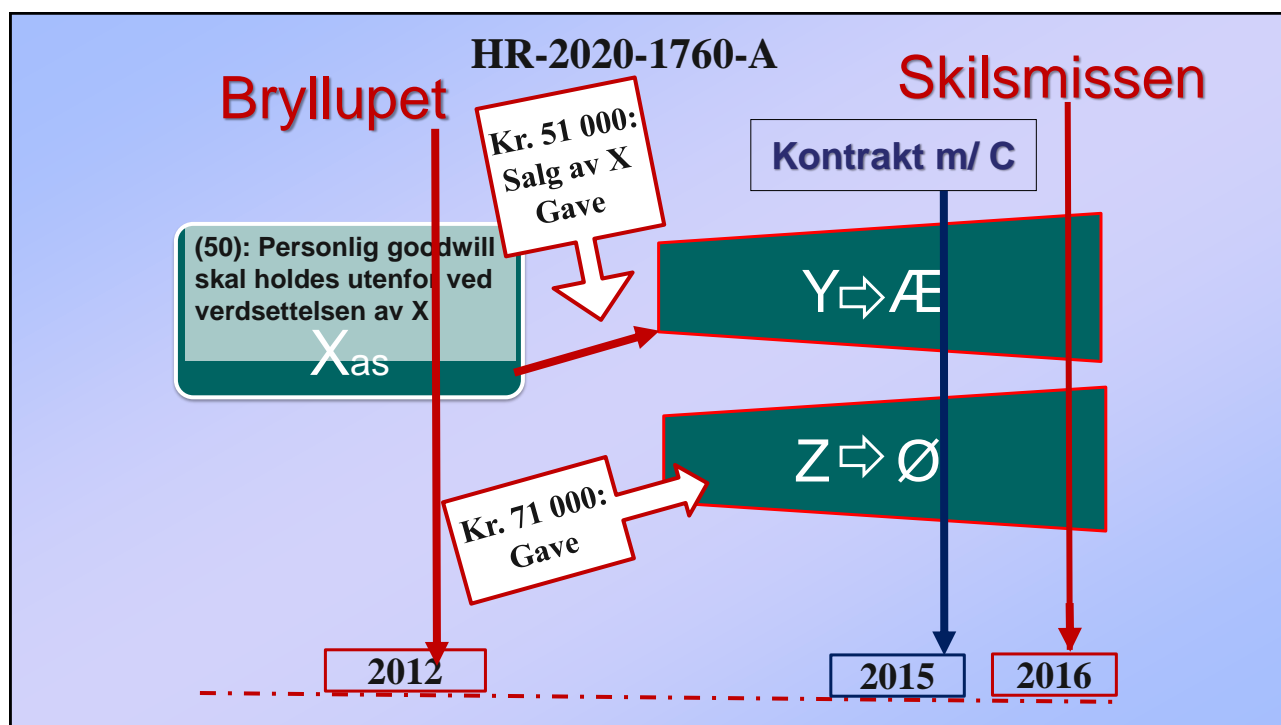 HR-2020-1760-A
Bryllupet
Skilsmissen
Kr. 51 000:
Salg av X
Gave
Kontrakt m/ C
(50): Personlig goodwill
skal holdes utenfor ved
verdsettelsen av X
Xas
Y⇨Æ
Z⇨Ø
Kr. 71 000:
Gave
2012
2015
2016